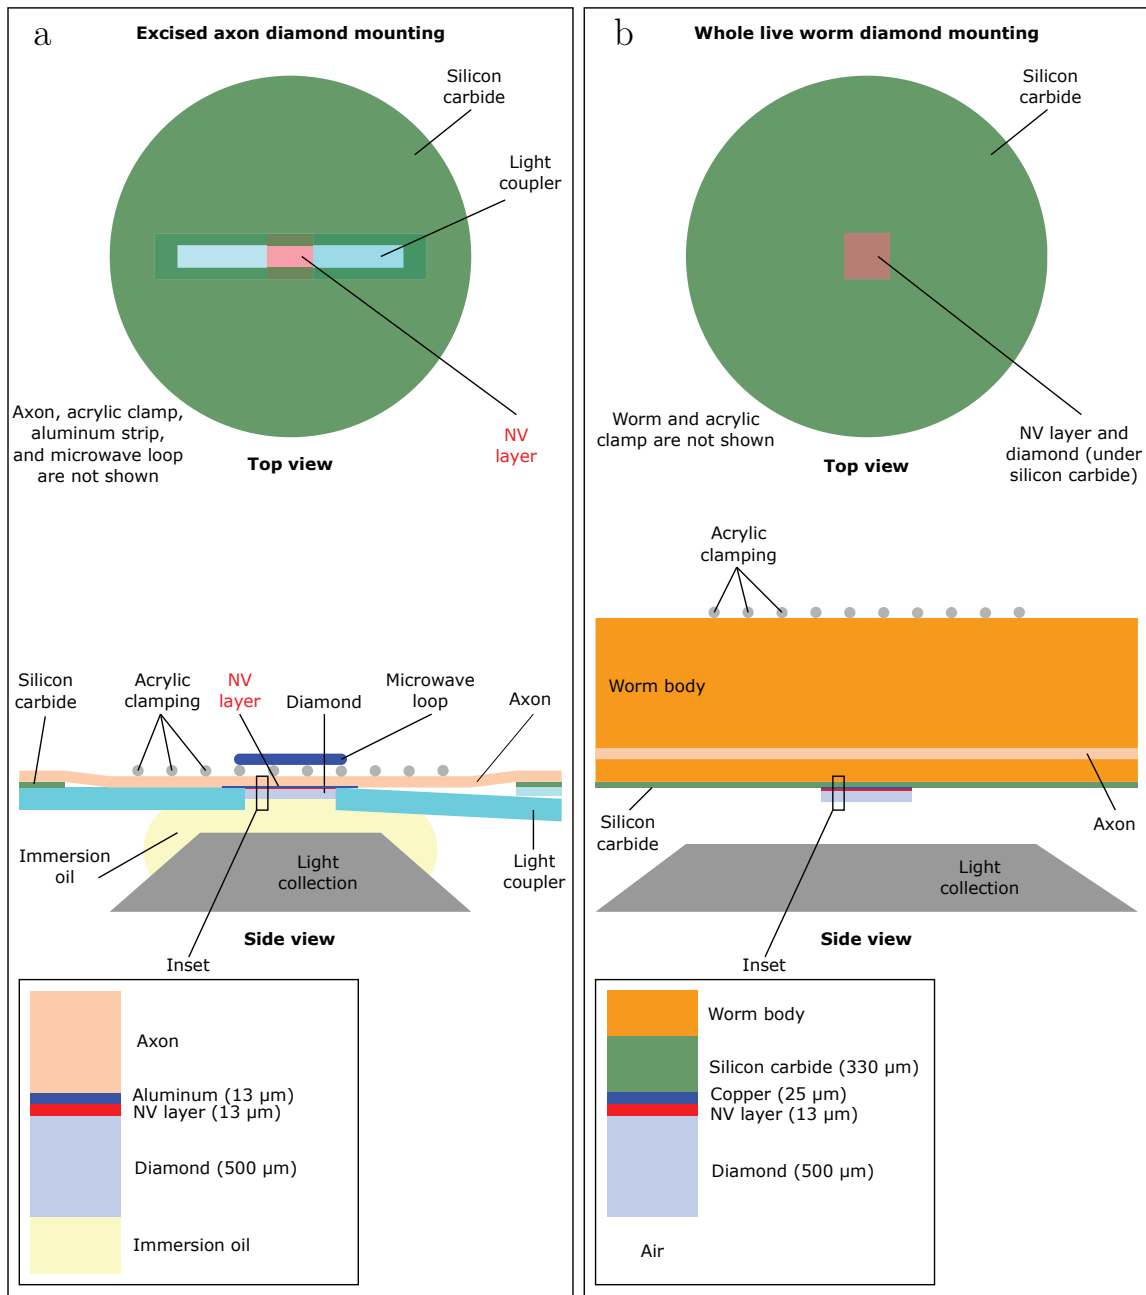 a
Excised axon diamond mounting
Silicon
carbide
Light
coupler
Axon, acrylic clamp,
aluminum strip,
and microwave loop
are not shown
NV
layer
Top view
Silicon
carbide
Acrylic
clamping
NV
layer
Diamond
Microwave
loop
Axon
Immersion
oil
Light
collection
Light
coupler
Side view
Inset
Axon
Aluminum (13 µm)
NV layer (13 µm)
Diamond (500 µm)
Immersion oil
b
Whole live worm diamond mounting
Silicon
carbide
Worm and acrylic
clamp are not shown
NV layer and
diamond (under
silicon carbide)
Top view
Acrylic
clamping
Worm body
Silicon
carbide
Axon
Light
collection
Side view
Inset
Worm body
Silicon carbide (330 µm)
Copper (25 µm)
NV layer (13 µm)
Diamond (500 µm)
Air